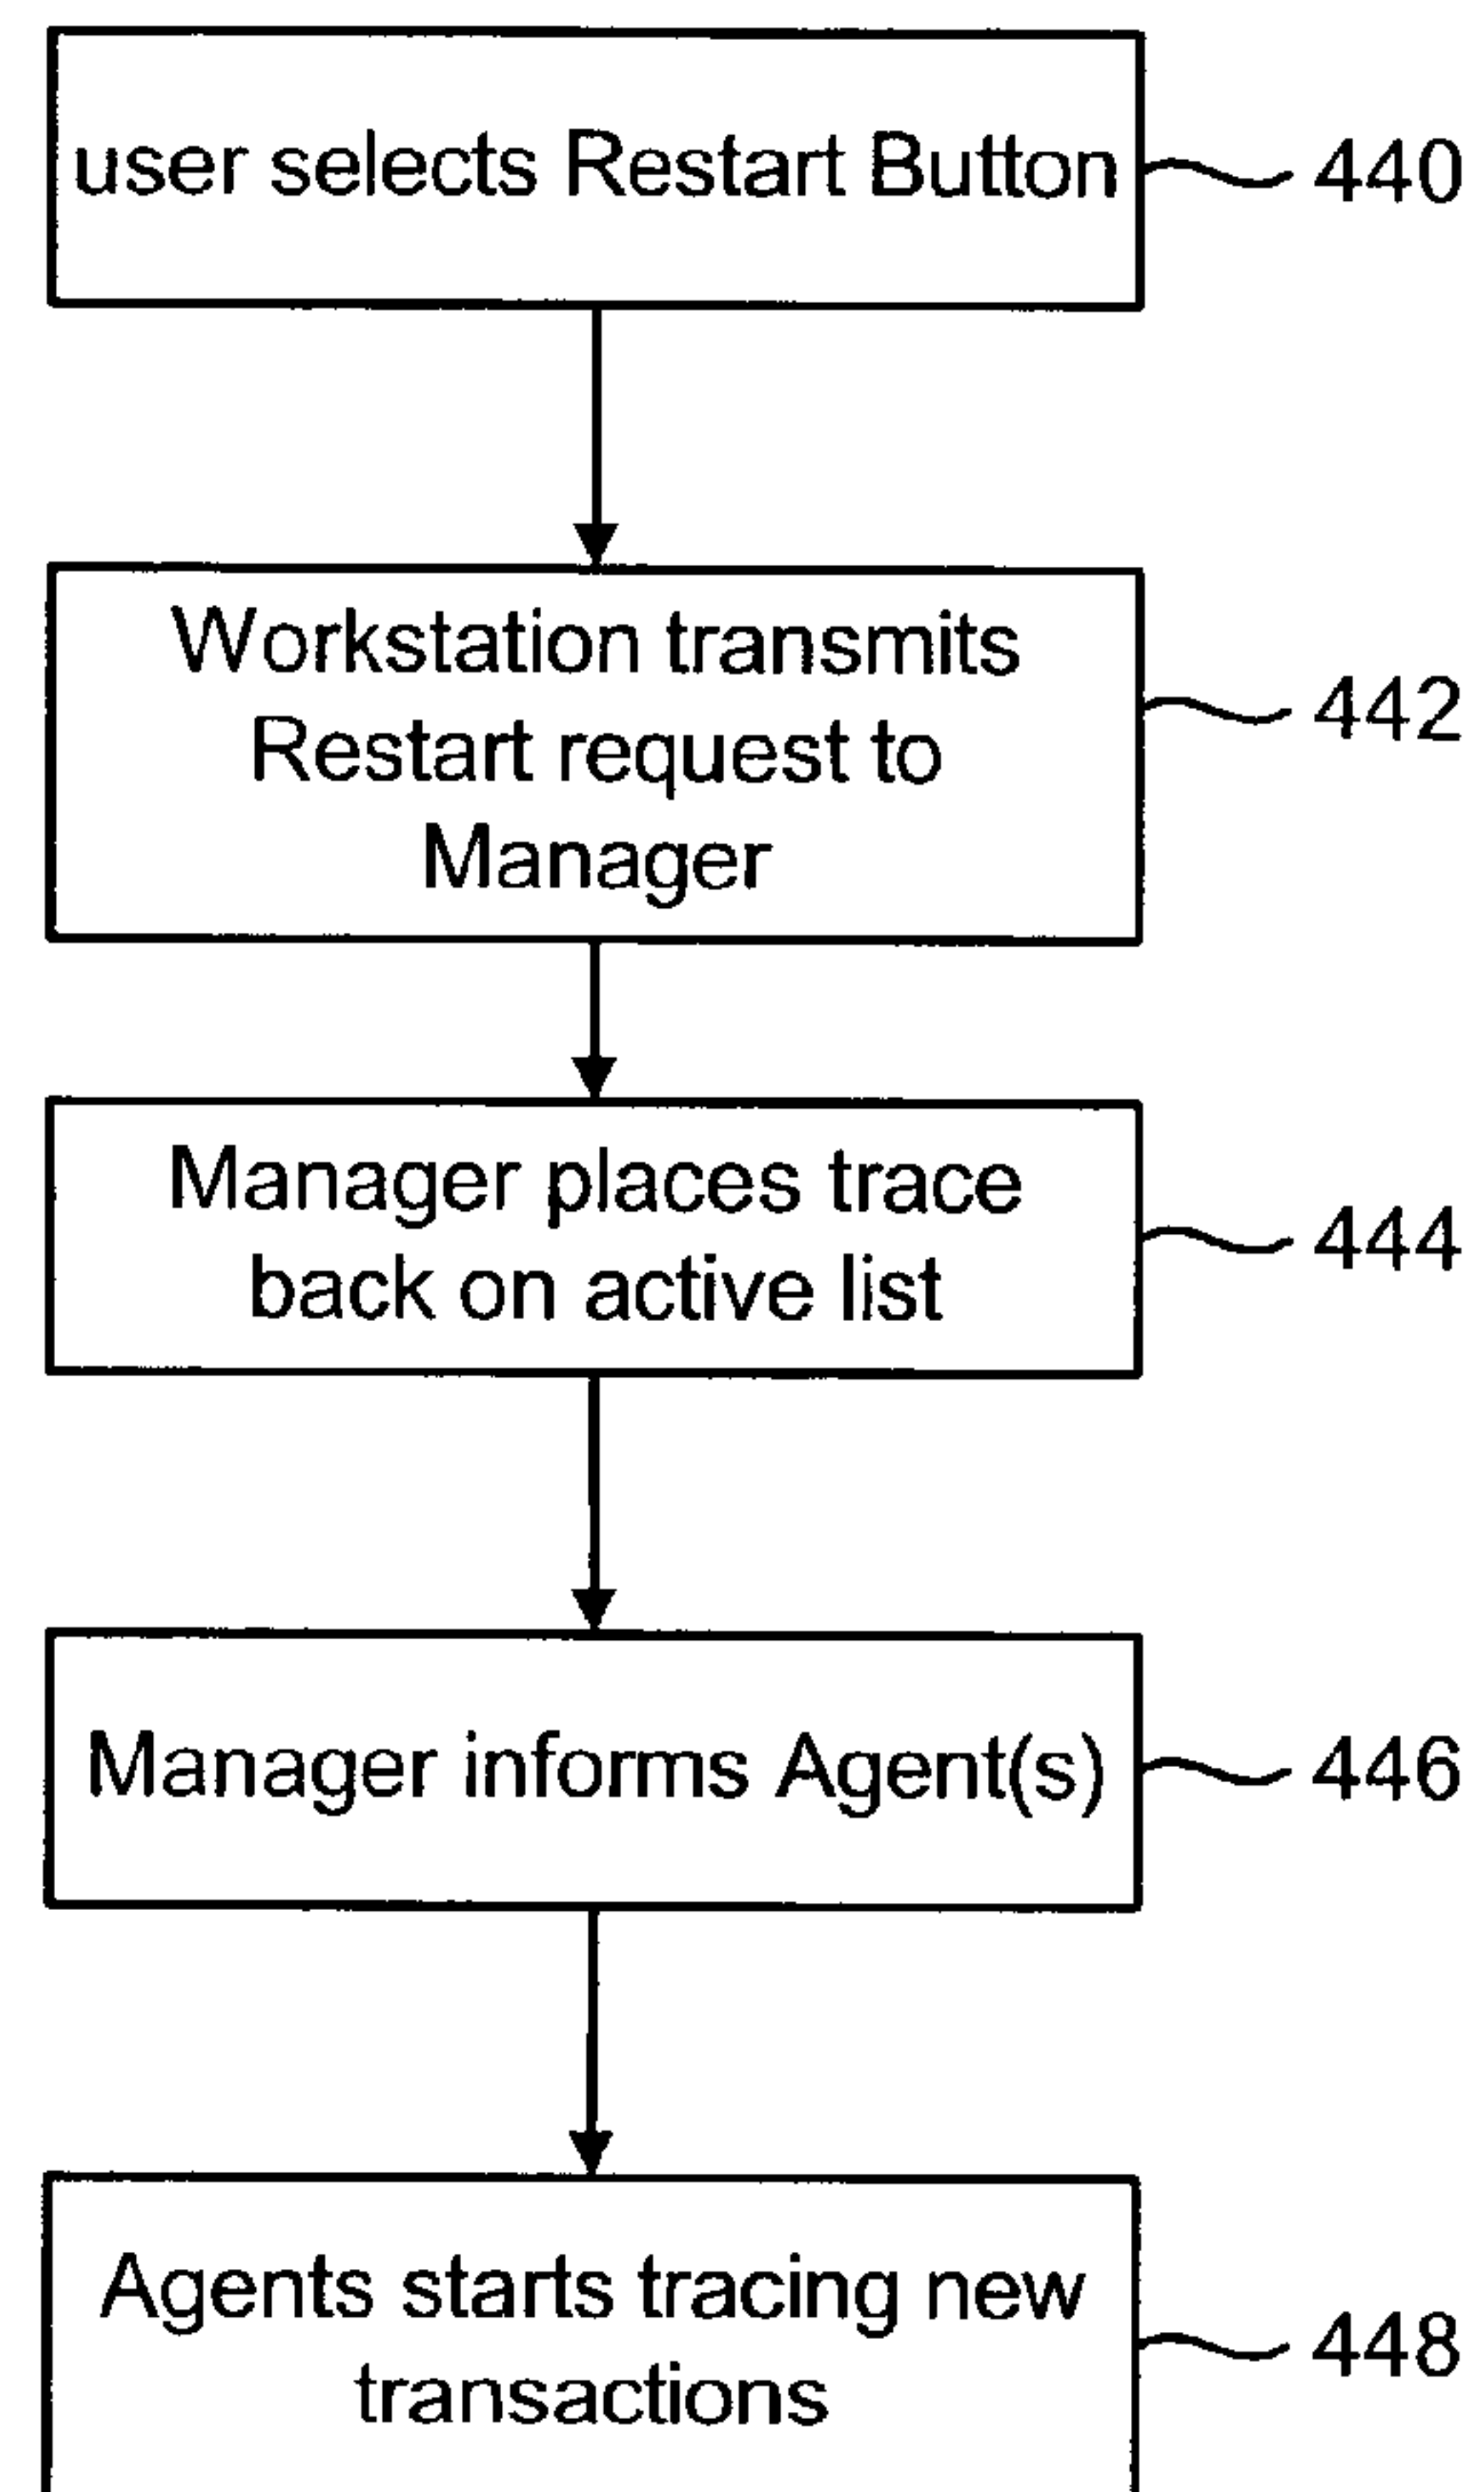 user selects Restart Button
440
Workstation transmits
Restart request to
Manager
442
Manager places trace
back on active list
444
Manager informs Agent(s)
446
Agents starts tracing new
transactions
448